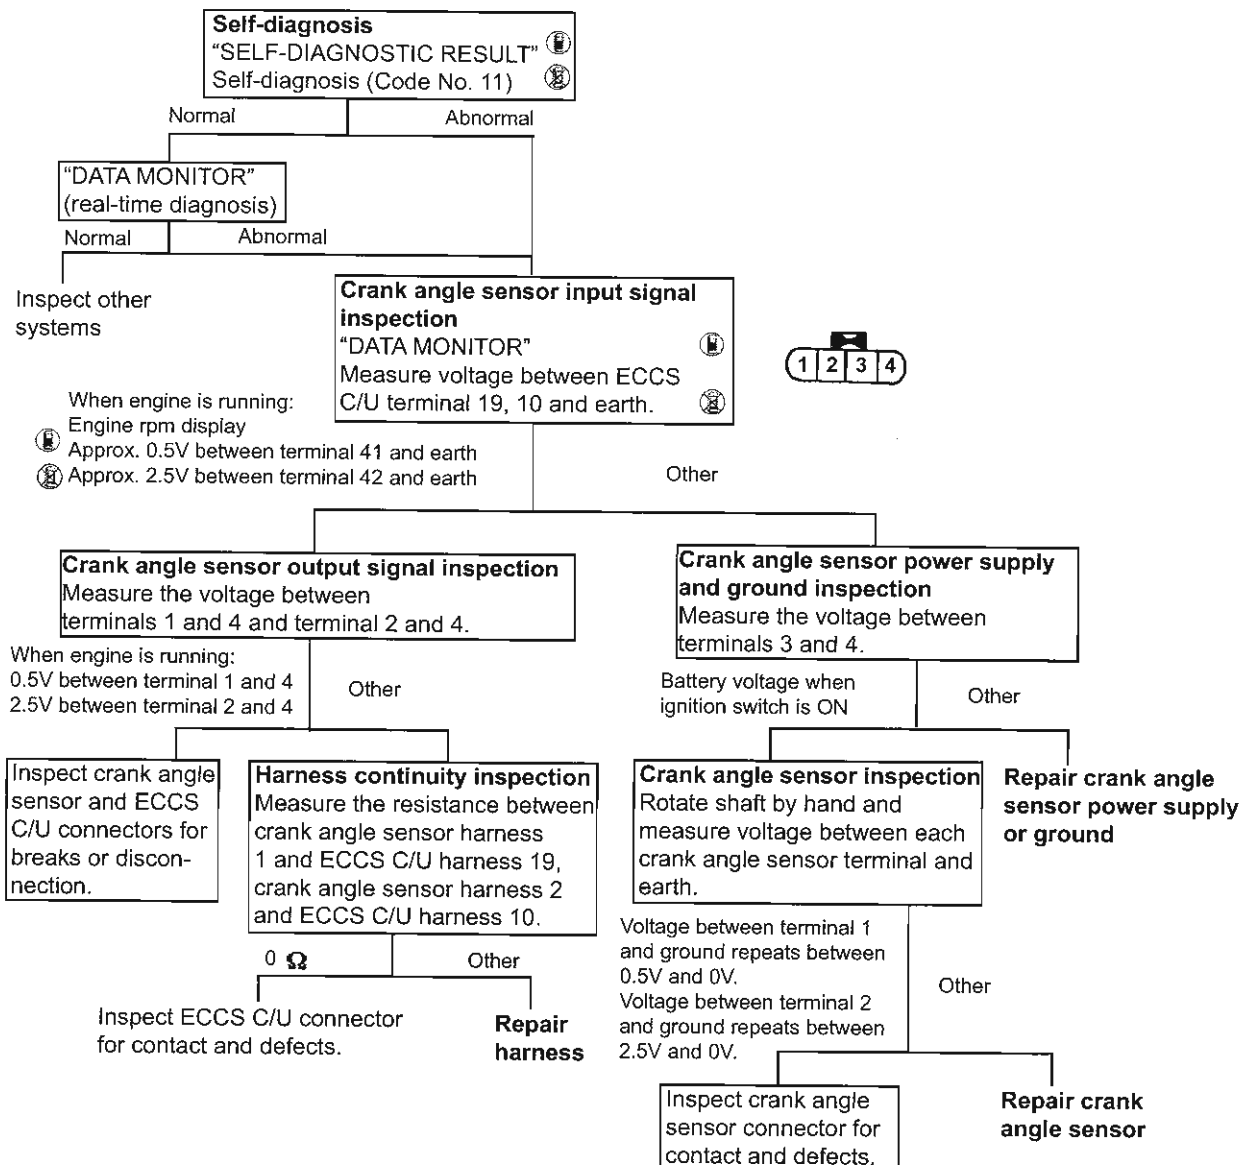 Self-diagnosis
"SELF-DIAGNOSTIC RESULT"
Self-diagnosis (Code No. 11)
Normal
Abnormal
"DATA MONITOR"
(real-time diagnosis)
Normal
Abnormal
Inspect other
systems
Crank angle sensor input signal
inspection
"DATA MONITOR"
Measure voltage between ECCS
C/U terminal 19, 10 and earth.
1 2 3 4
When engine is running:
Engine rpm display
Approx. 0.5V between terminal 41 and earth
Approx. 2.5V between terminal 42 and earth
Other
Crank angle sensor output signal inspection
Measure the voltage between
terminals 1 and 4 and terminal 2 and 4.
Crank angle sensor power supply
and ground inspection
Measure the voltage between
terminals 3 and 4.
When engine is running:
0.5V between terminal 1 and 4
2.5V between terminal 2 and 4
Other
Battery voltage when
ignition switch is ON
Other
Inspect crank angle
sensor and ECCS
C/U connectors for
breaks or discon-
nection.
Harness continuity inspection
Measure the resistance between
crank angle sensor harness
1 and ECCS C/U harness 19,
crank angle sensor harness 2
and ECCS C/U harness 10.
Crank angle sensor inspection
Rotate shaft by hand and
measure voltage between each
crank angle sensor terminal and
earth.
Repair crank angle
sensor power supply
or ground
0 Ω
Other
Inspect ECCS C/U connector
for contact and defects.
Repair
harness
Voltage between terminal 1
and ground repeats between
0.5V and 0V.
Voltage between terminal 2
and ground repeats between
2.5V and 0V.
Other
Inspect crank angle
sensor connector for
contact and defects.
Repair crank
angle sensor